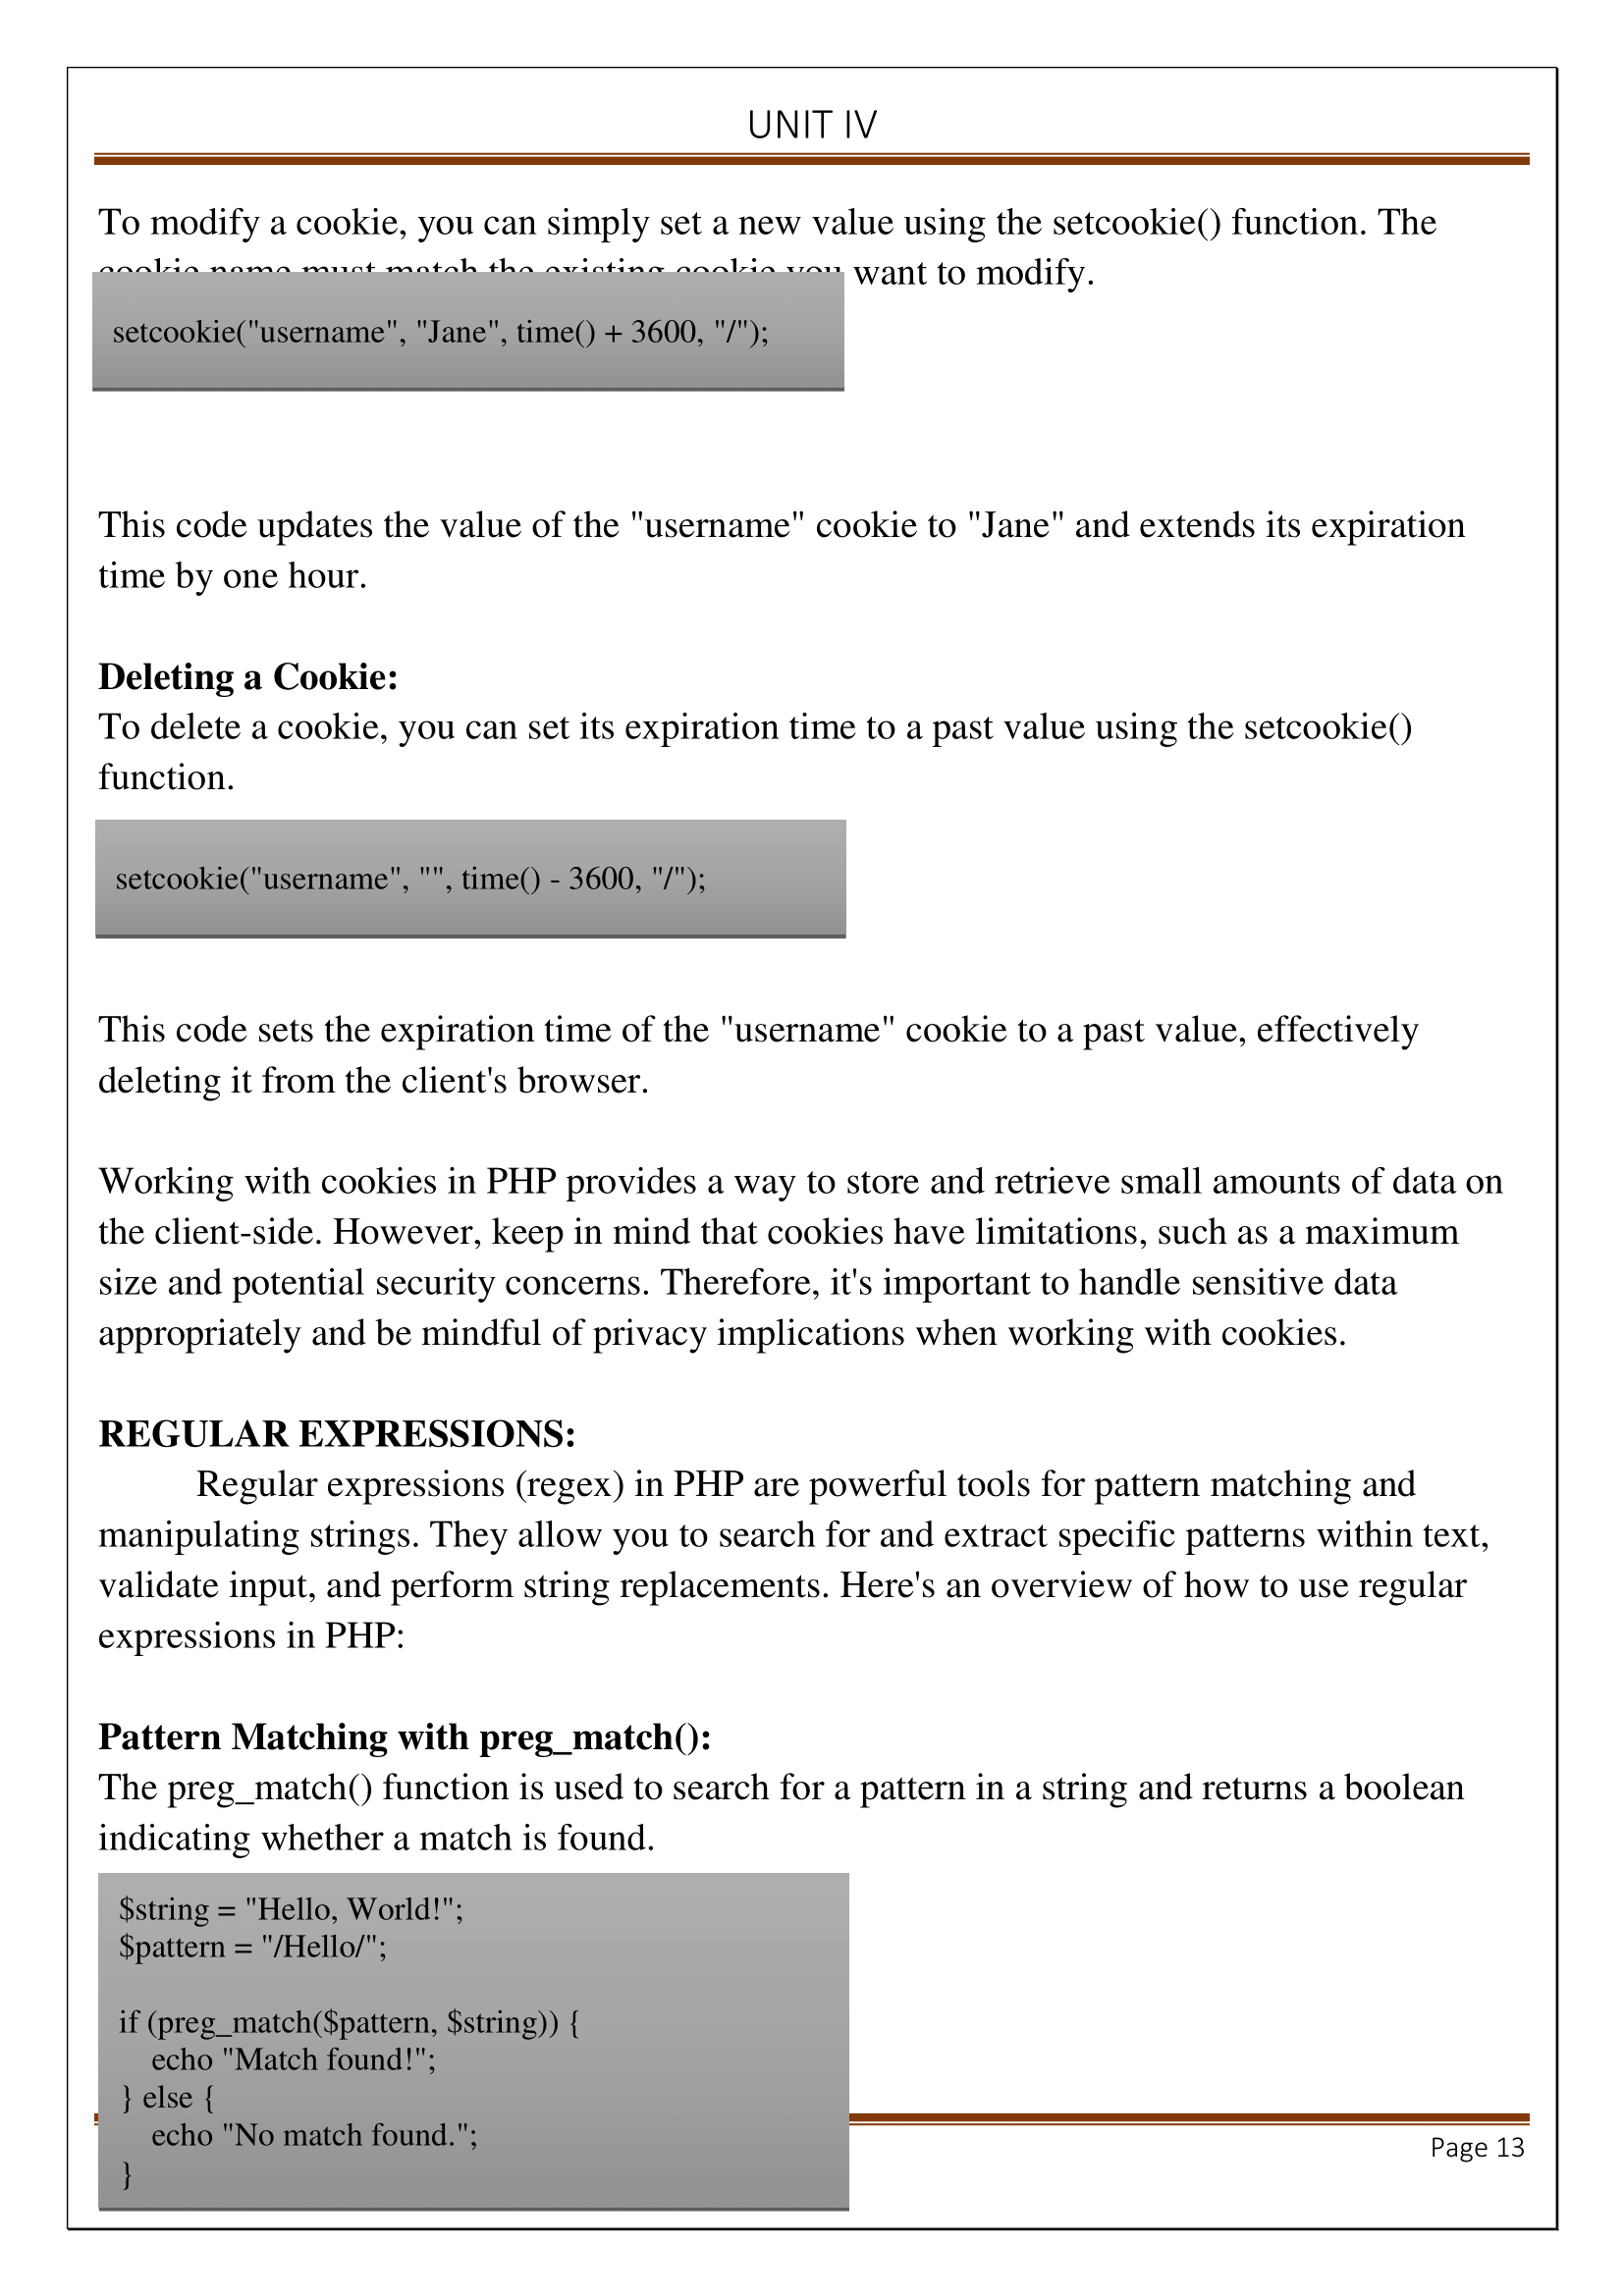 UNIT IV
To modify a cookie, you can simply set a new value using the setcookie() function. The
cookie name must match the existing cookie you want to modify.
setcookie("username", "Jane", time() + 3600, "/");
This code updates the value of the "username" cookie to "Jane" and extends its expiration
time by one hour.
Deleting a Cookie:
To delete a cookie, you can set its expiration time to a past value using the setcookie()
function.
setcookie("username", "", time() - 3600, "/");
This code sets the expiration time of the "username" cookie to a past value, effectively
deleting it from the client's browser.
Working with cookies in PHP provides a way to store and retrieve small amounts of data on
the client-side. However, keep in mind that cookies have limitations, such as a maximum
size and potential security concerns. Therefore, it's important to handle sensitive data
appropriately and be mindful of privacy implications when working with cookies.
REGULAR EXPRESSIONS:
Regular expressions (regex) in PHP are powerful tools for pattern matching and
manipulating strings. They allow you to search for and extract specific patterns within text,
validate input, and perform string replacements. Here's an overview of how to use regular
expressions in PHP:
Pattern Matching with preg_match():
The preg_match() function is used to search for a pattern in a string and returns a boolean
indicating whether a match is found.
$string = "Hello, World!";
$pattern = "/Hello/";
if (preg_match($pattern, $string)) {
echo "Match found!";
} else {
echo "No match found.";
}
Page 13